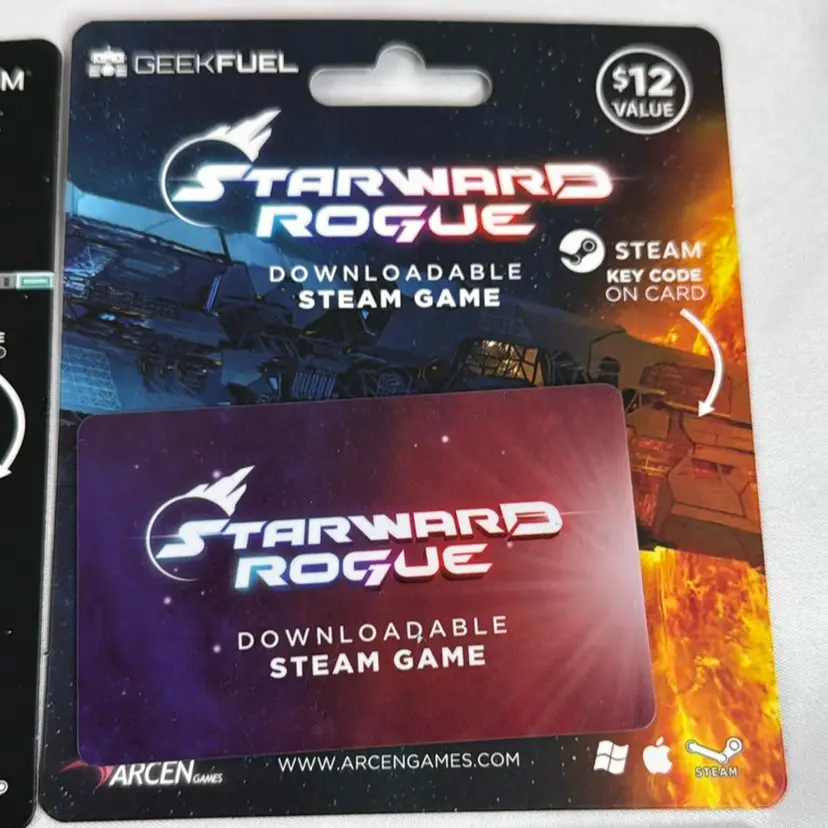 M
GEEKFUEL
$12
VALUE
STARWARD
ROGUE
DOWNLOADABLE
STEAM GAME
STEAM
KEY CODE
ON CARD
STARWARD
ROGUE
DOWNLOADABLE
STEAM GAME
ARCEN GAMES
WWW.ARCENGAMES.COM
STEAM